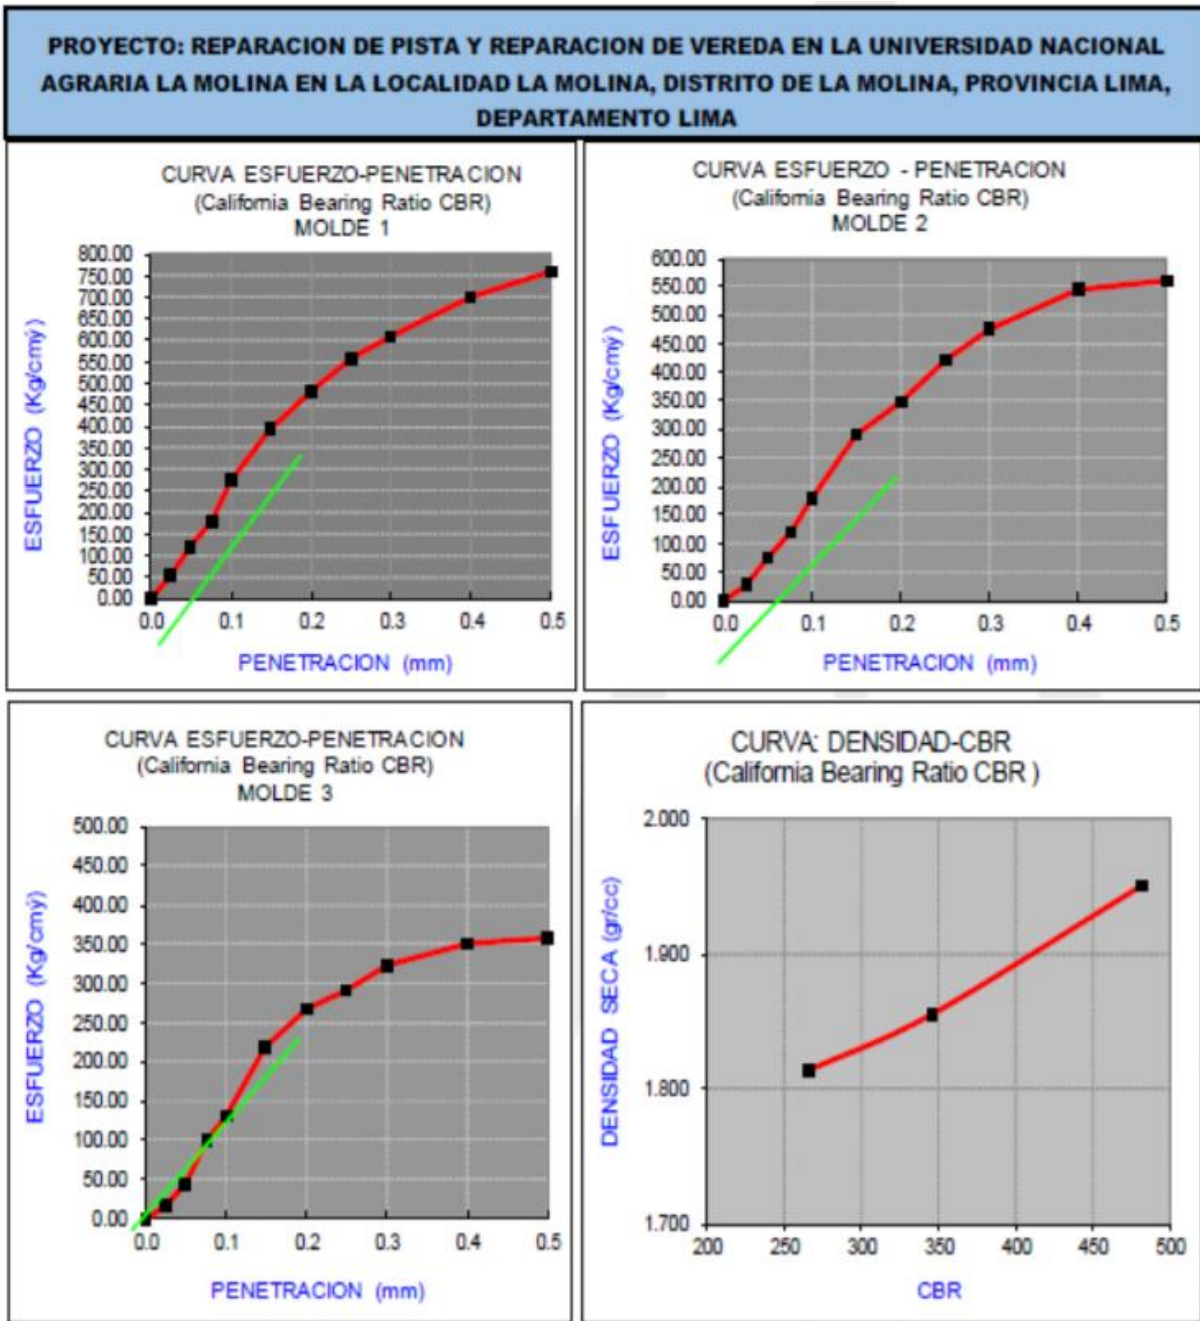 PROYECTO: REPARACION DE PISTA Y REPARACION DE VEREDA EN LA UNIVERSIDAD NACIONAL
AGRARIA LA MOLINA EN LA LOCALIDAD LA MOLINA, DISTRITO DE LA MOLINA, PROVINCIA LIMA,
DEPARTAMENTO LIMA
CURVA ESFUERZO-PENETRACION
(California Bearing Ratio CBR)
MOLDE 1
800.00
750.00
700.00
650.00
600.00
550.00
500.00
450.00
400.00
350.00
300.00
250.00
200.00
150.00
100.00
50.00
0.00
ESFUERZO (Kg/cmý)
0.0 0.1 0.2 0.3 0.4 0.5
PENETRACION (mm)
CURVA ESFUERZO - PENETRACION
(California Bearing Ratio CBR)
MOLDE 2
600.00
550.00
500.00
450.00
400.00
350.00
300.00
250.00
200.00
150.00
100.00
50.00
0.00
ESFUERZO (Kg/cmý)
0.0 0.1 0.2 0.3 0.4 0.5
PENETRACION (mm)
CURVA ESFUERZO-PENETRACION
(California Bearing Ratio CBR)
MOLDE 3
500.00
450.00
400.00
350.00
300.00
250.00
200.00
150.00
100.00
50.00
0.00
ESFUERZO (Kg/cmý)
0.0 0.1 0.2 0.3 0.4 0.5
PENETRACION (mm)
CURVA: DENSIDAD-CBR
(California Bearing Ratio CBR )
2.000
1.900
1.800
1.700
DENSIDAD SECA (gr/cc)
200 250 300 350 400 450 500
CBR